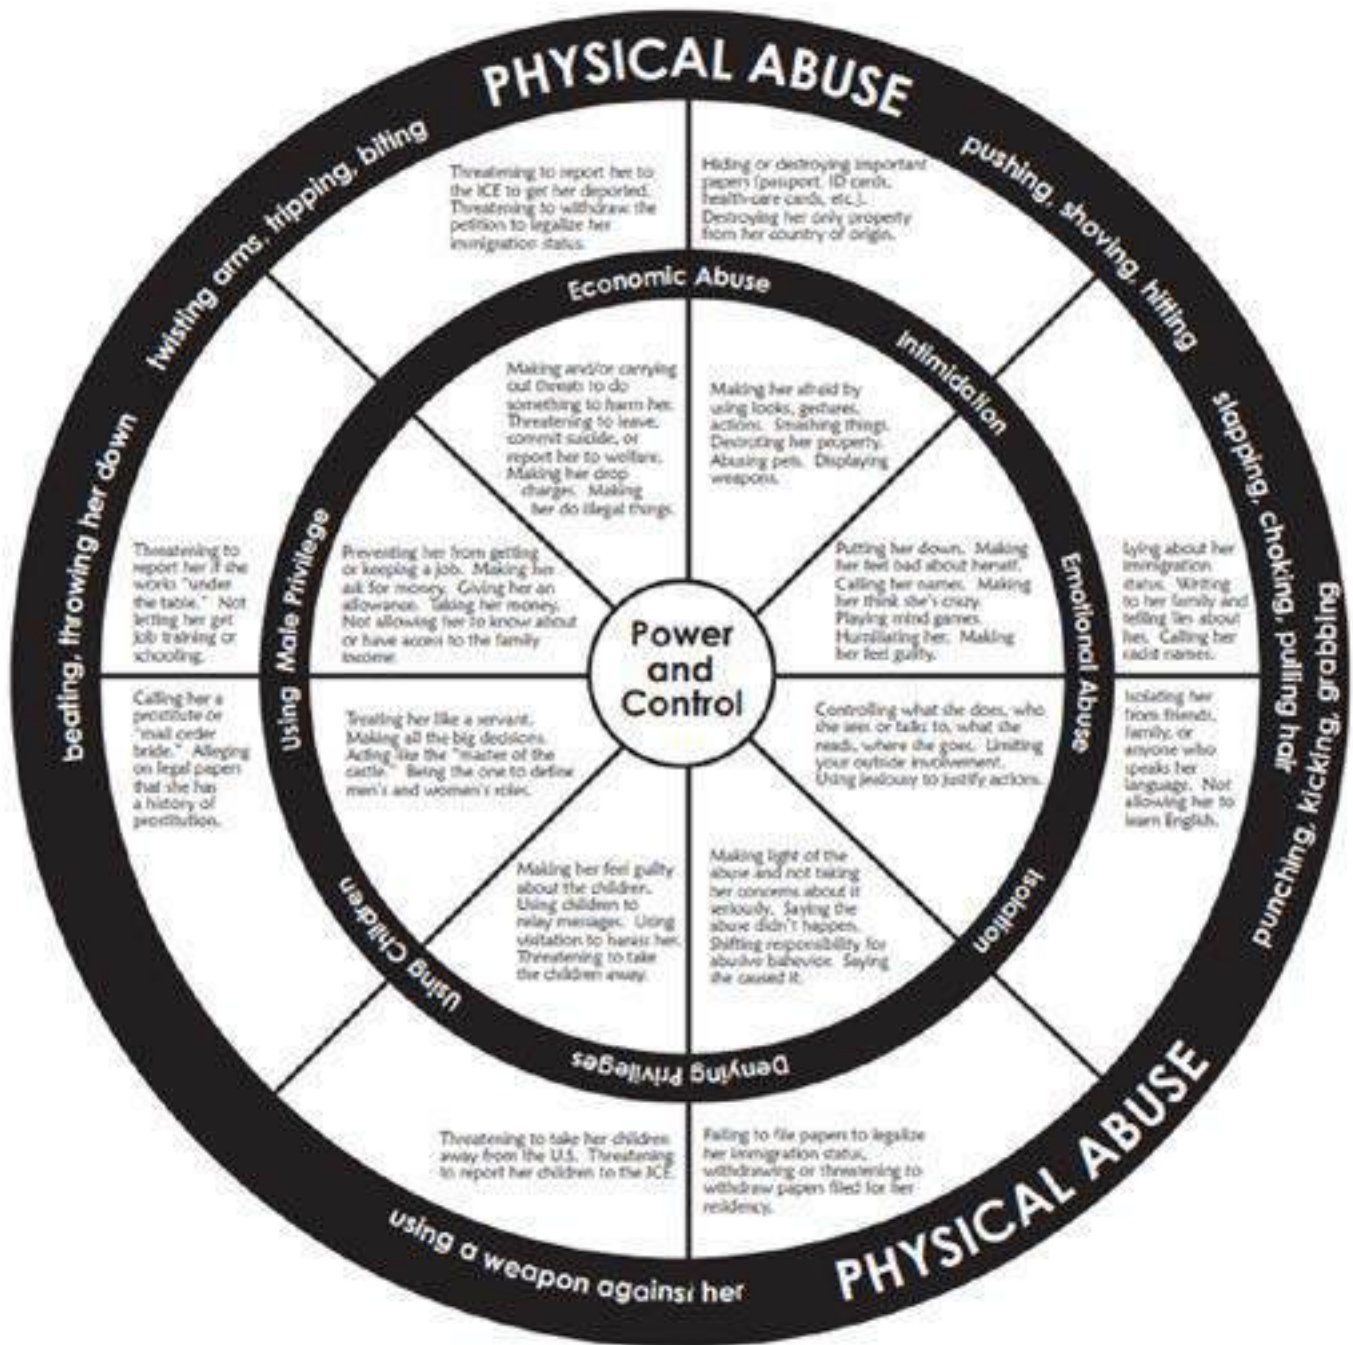 PHYSICAL ABUSE
pushing, shoving, hitting
slapping, choking, pulling hair
punching, kicking, grabbing
PHYSICAL ABUSE
using a weapon against her
beating, throwing her down
twisting arms, tripping, biting
Threatening to report her to
the ICE to get her deported.
Threatening to withdraw the
petition to legalize her
immigration status.
Hiding or destroying important
papers (passport, ID cards,
health-care cards, etc.).
Destroying her only property
from her country of origin.
Economic Abuse
Intimidation
Emotional Abuse
Isolation
Denying Privileges
Using Children
Using Male Privilege
Making and/or carrying
out threats to do
something to harm her.
Threatening to leave,
commit suicide, or
report her to welfare.
Making her drop
charges. Making
her do illegal things.
Making her afraid by
using looks, gestures,
actions. Smashing things.
Destroting her property.
Abusing pets. Displaying
weapons.
Threatening to
report her if she
works "under
the table." Not
letting her get
job training or
schooling.
Preventing her from getting
or keeping a job. Making her
ask for money. Giving her an
allowance. Taking her money.
Not allowing her to know about
or have access to the family
income.
Putting her down. Making
her feel bad about herself.
Calling her names. Making
her think she's crazy.
Playing mind games.
Humiliating her. Making
her feel guilty.
Lying about her
immigration
status. Writing
to her family and
telling lies about
her. Calling her
racist names.
Power
and
Control
Calling her a
prostitute or
"mail order
bride." Alleging
on legal papers
that she has
a history of
prostitution.
Treating her like a servant.
Making all the big decisions.
Acting like the "master of the
castle." Being the one to define
men's and women's roles.
Controlling what she does, who
she sees or talks to, what she
reads, where she goes. Limiting
your outside involvement.
Using jealousy to justify actions.
Isolating her
from friends,
family, or
anyone who
speaks her
language. Not
allowing her to
learn English.
Making her feel guilty
about the children.
Using children to
relay messages. Using
visitation to harass her.
Threatening to take
the children away.
Making light of the
abuse and not taking
her concerns about it
seriously. Saying the
abuse didn't happen.
Shifting responsibility for
abusive bahevior. Saying
she caused it.
Threatening to take her children
away from the U.S. Threatening
to report her children to the ICE.
Failing to file papers to legalize
her immigration status,
withdrawing or threatening to
withdraw papers filed for her
residency.